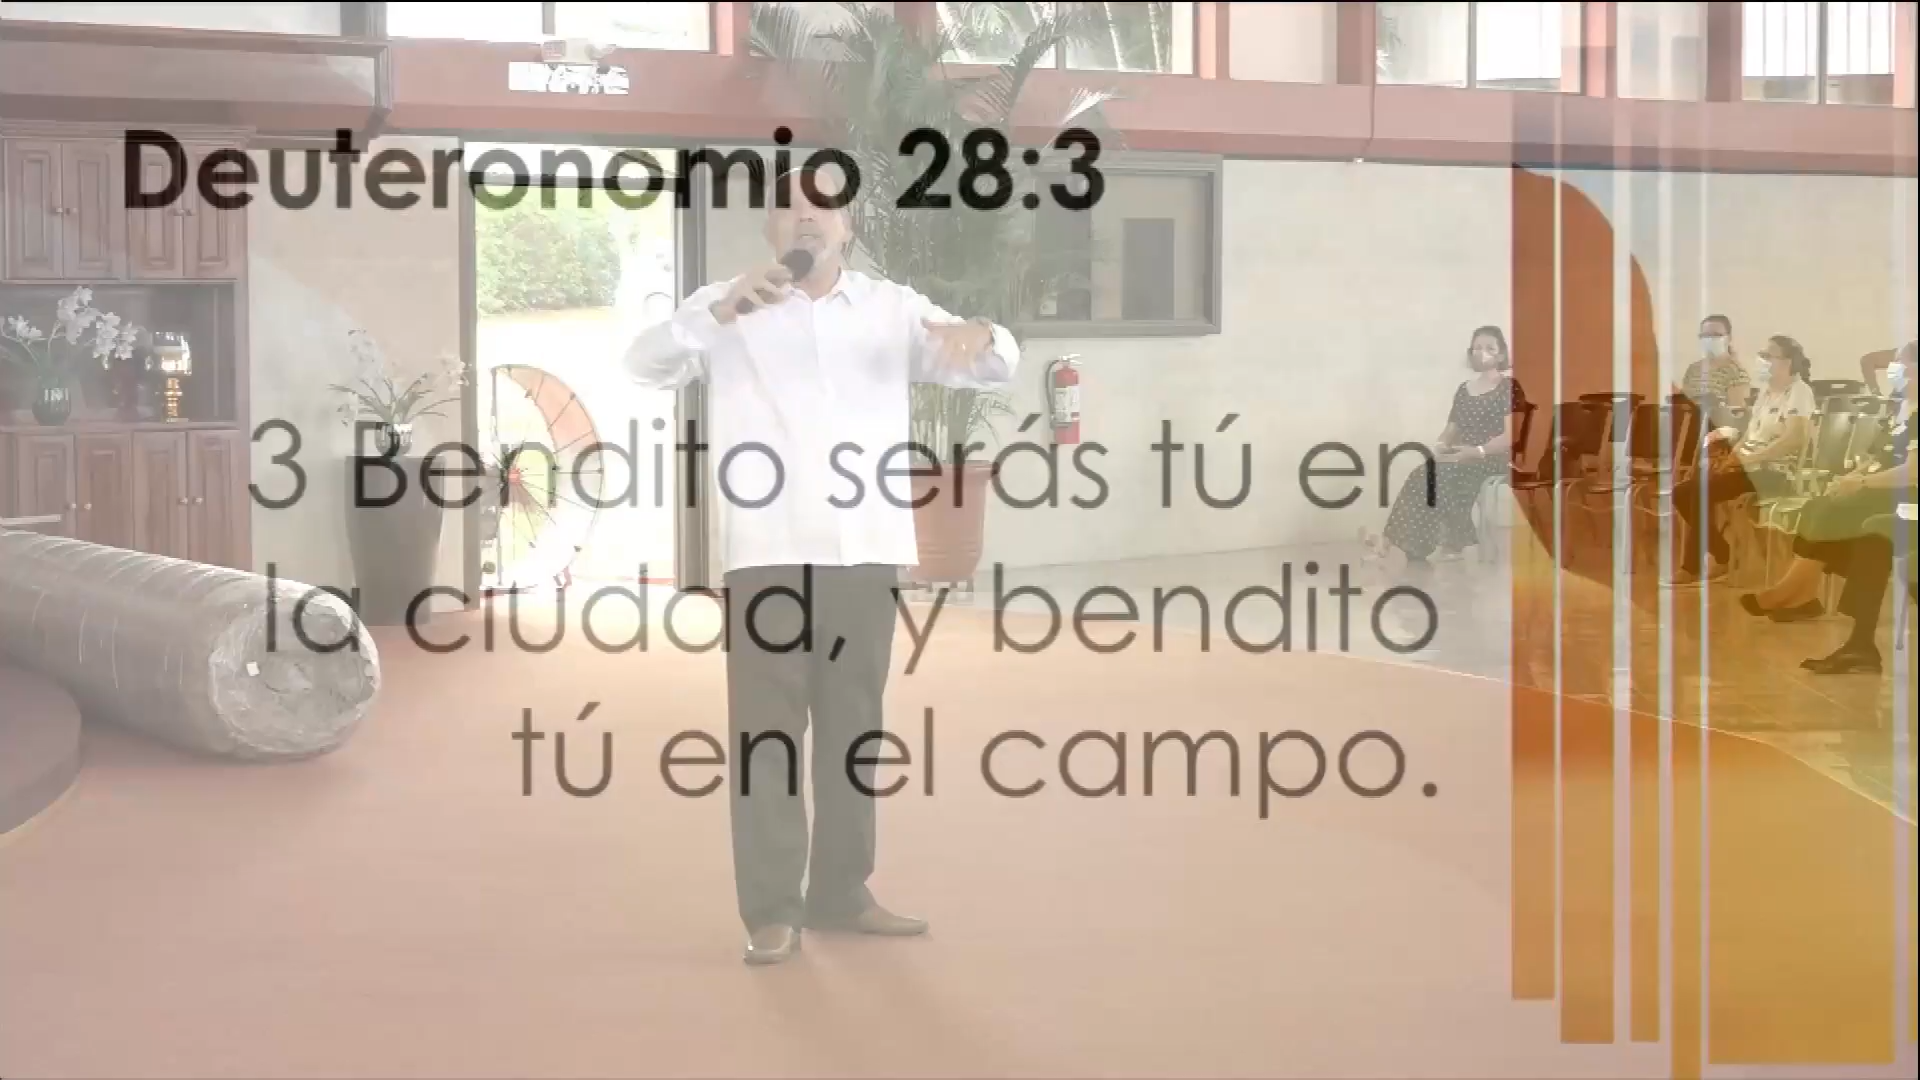 Deuteronomio 28:3
3 Bendito serás tú en
la ciudad, y bendito
tú en el campo.